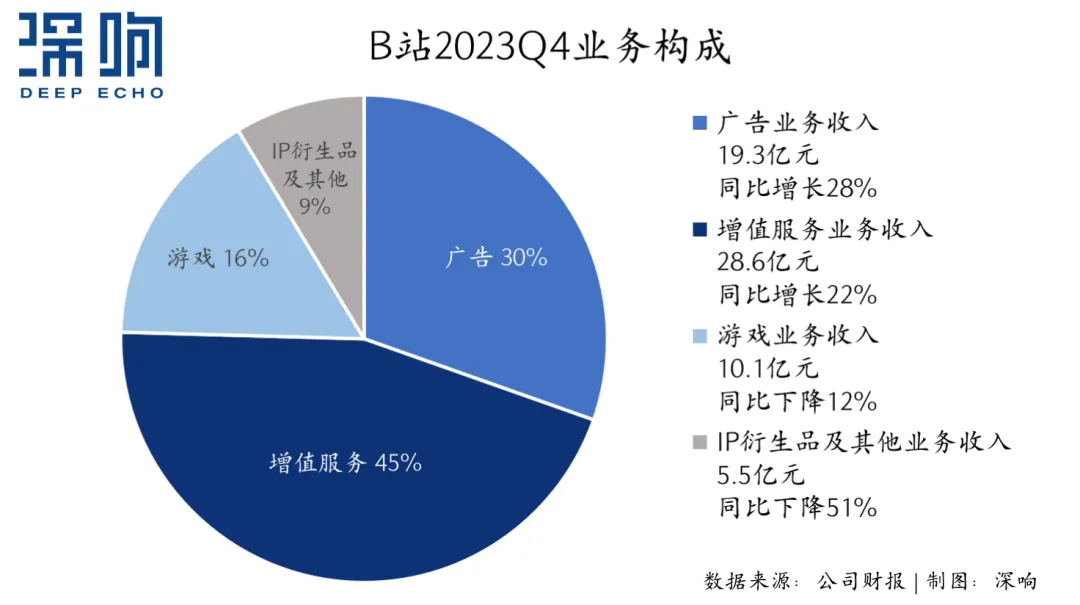 深响
DEEP ECHO
B站2023Q4业务构成
IP衍生品
及其他
9%
游戏 16%
广告 30%
增值服务 45%
广告业务收入
19.3亿元
同比增长28%
增值服务业务收入
28.6亿元
同比增长22%
游戏业务收入
10.1亿元
同比下降12%
IP衍生品及其他业务收入
5.5亿元
同比下降51%
数据来源：公司财报 | 制图：深响